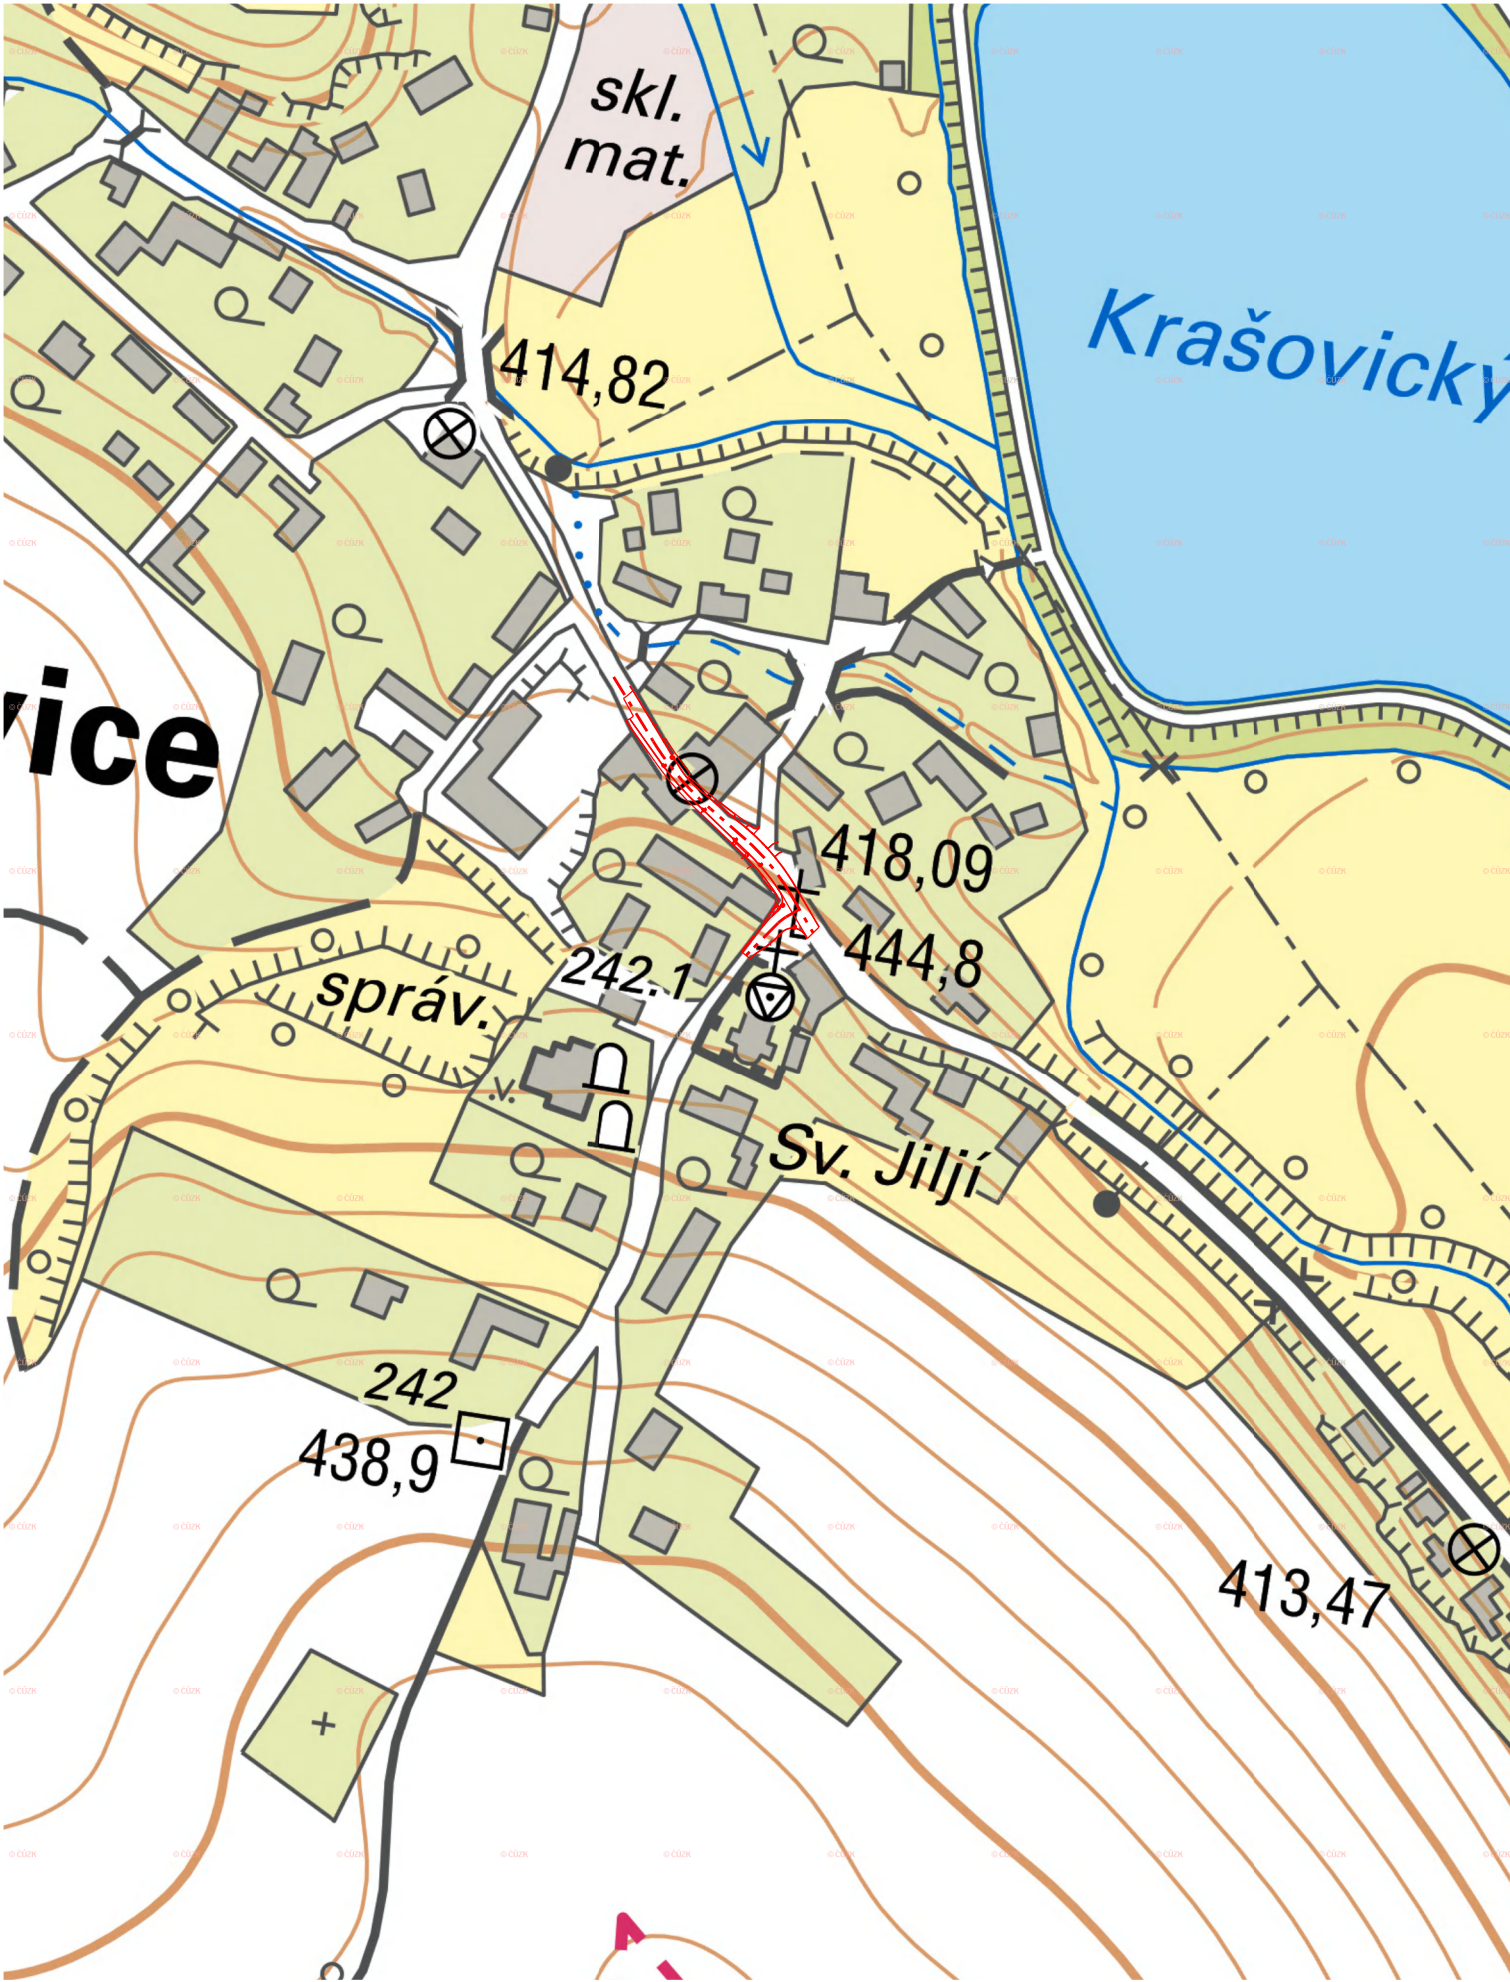 skl.
mat.
Krašovický
414,82
vice
418,09
444,8
242.1
správ.
v.
Sv. Jiljí
242
438,9
413,47
© ČÚZK